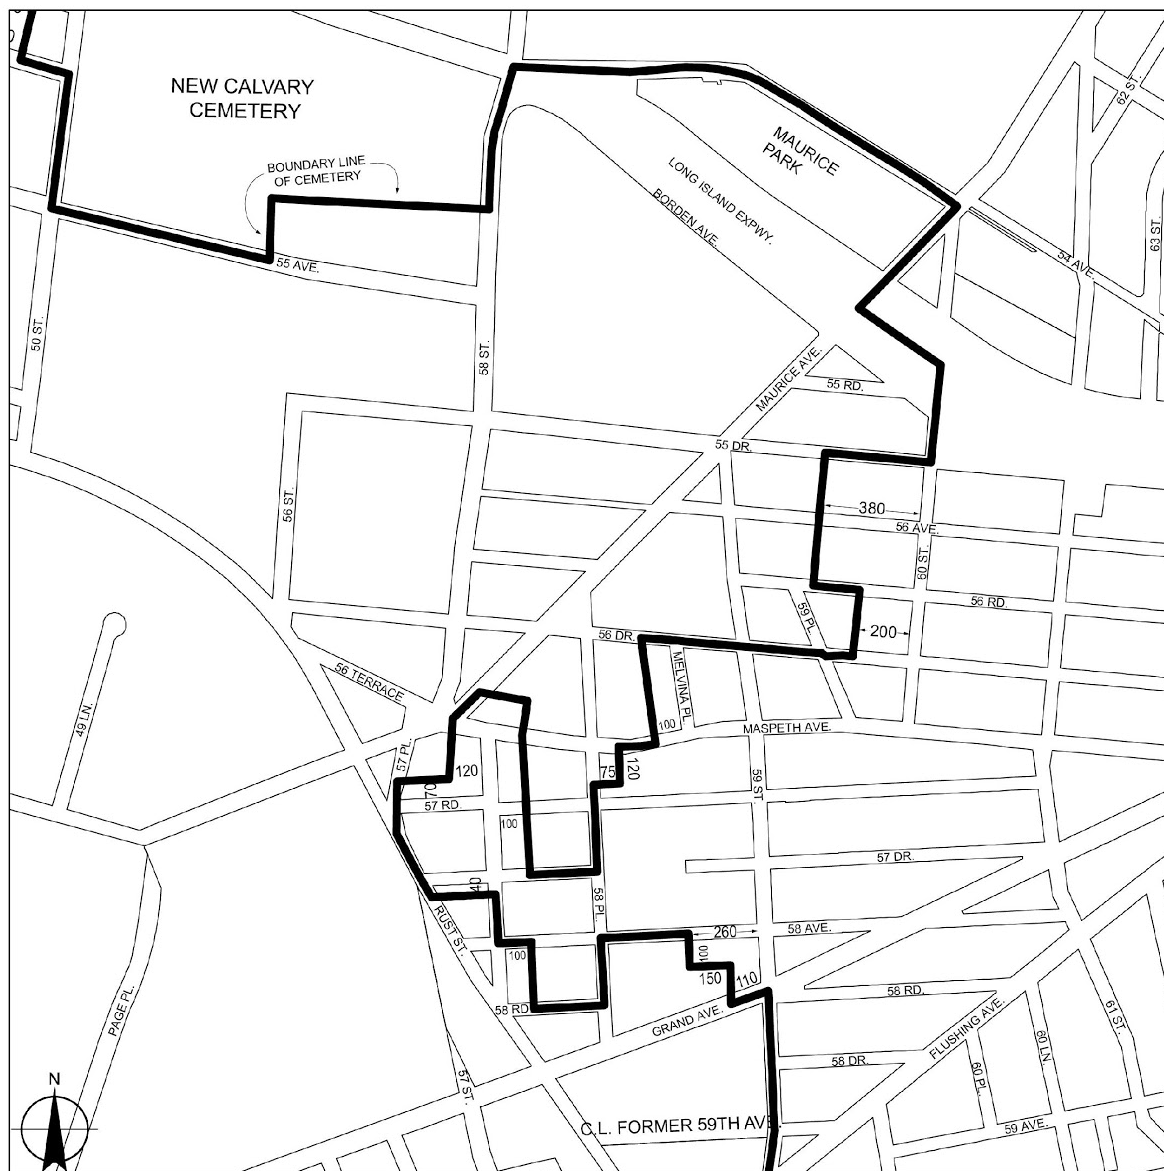 NEW CALVARY
CEMETERY
BOUNDARY LINE
OF CEMETERY
MAURICE
PARK
LONG ISLAND EXPWY.
BORDEN AVE.
62 ST.
63 ST.
54 AVE.
55 AVE.
50 ST.
58 ST.
MAURICE AVE.
55 RD.
55 DR.
56 ST.
380
56 AVE.
60 ST.
56 RD.
59 PL.
200
56 DR.
MELVINA PL.
56 TERRACE
49 LN.
100
MASPETH AVE.
57 PL.
120
75
120
70
59 ST.
57 RD.
100
57 DR.
40
58 PL.
RUST ST.
260
58 AVE.
100
100
150
110
58 RD.
58 RD.
GRAND AVE.
PAGE PL.
FLUSHING AVE.
61 ST.
60 LN.
58 DR.
60 PL.
57 ST.
N
C.L. FORMER 59TH AVE.
59 AVE.